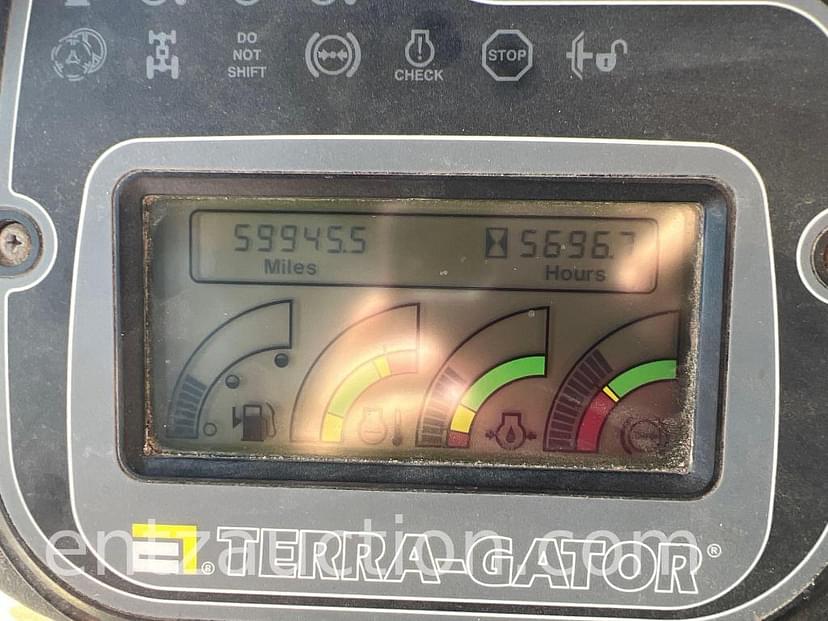 DO
NOT
SHIFT
CHECK
STOP
59945.5
5696.7
Miles
Hours
TERRA-GATOR®
entzauction.com